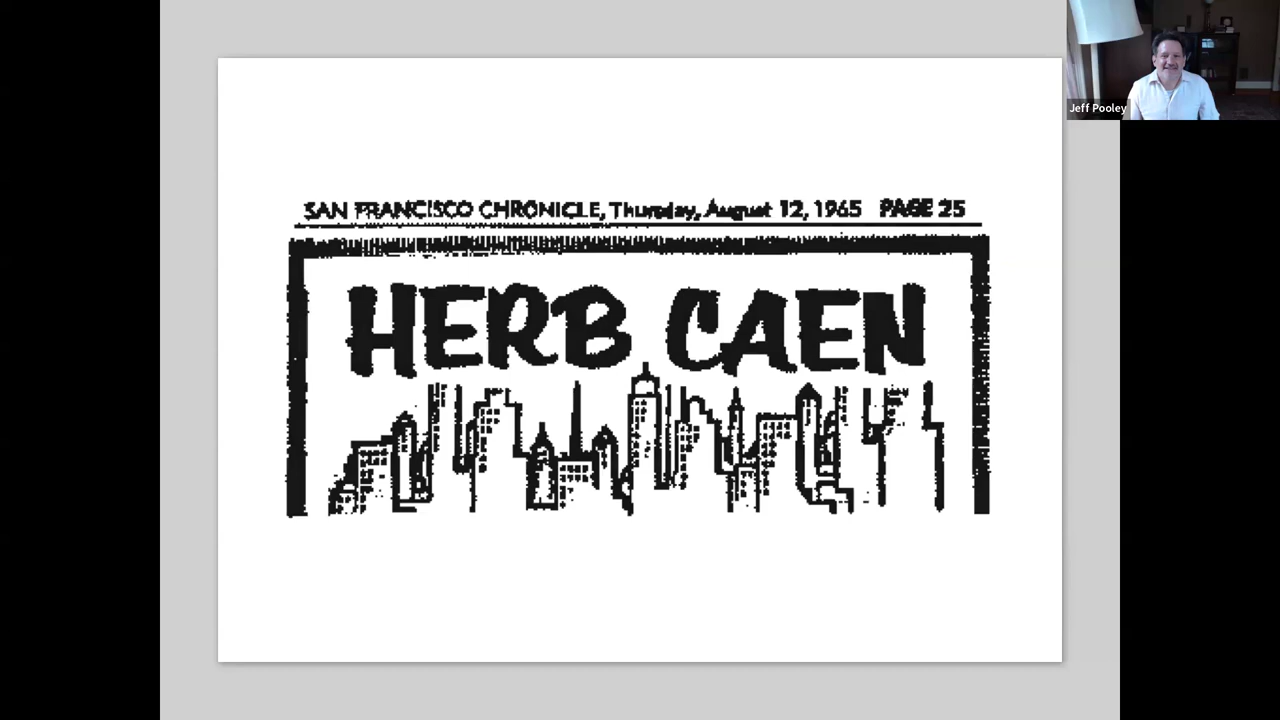 Jeff Pooley
SAN FRANCISCO CHRONICLE, Thursday, August 12, 1965 PAGE 25
HERB CAEN